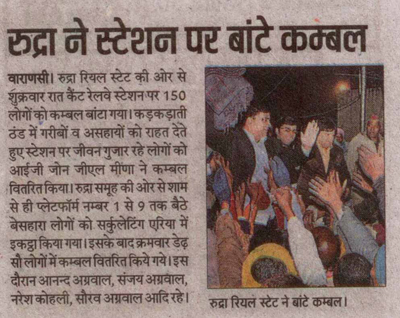 रुद्रा ने स्टेशन पर बांटे कम्बल
वाराणसी। रुद्रा रियल स्टेट की ओर से
शुक्रवार रात कैंट रेलवे स्टेशन पर 150
लोगों को कम्बल बांटा गया। कड़कड़ाती
ठंड में गरीबों व असहायों को राहत देते
हुए स्टेशन पर जीवन गुजार रहे लोगों को
आईजी जोन जीएल मीणा ने कम्बल
वितरित किया। रुद्रा समूह की ओर से शाम
से ही प्लेटफॉर्म नम्बर 1 से 9 तक बैठे
बेसहारा लोगों को सर्कुलेटिंग एरिया में
इकट्ठा किया गया। इसके बाद क्रमवार डेढ़
सौ लोगों में कम्बल वितरित किये गये। इस
दौरान आनन्द अग्रवाल, संजय अग्रवाल,
नरेश कोहली, सौरव अग्रवाल आदि रहे।
रुद्रा रियल स्टेट ने बांटे कम्बल।